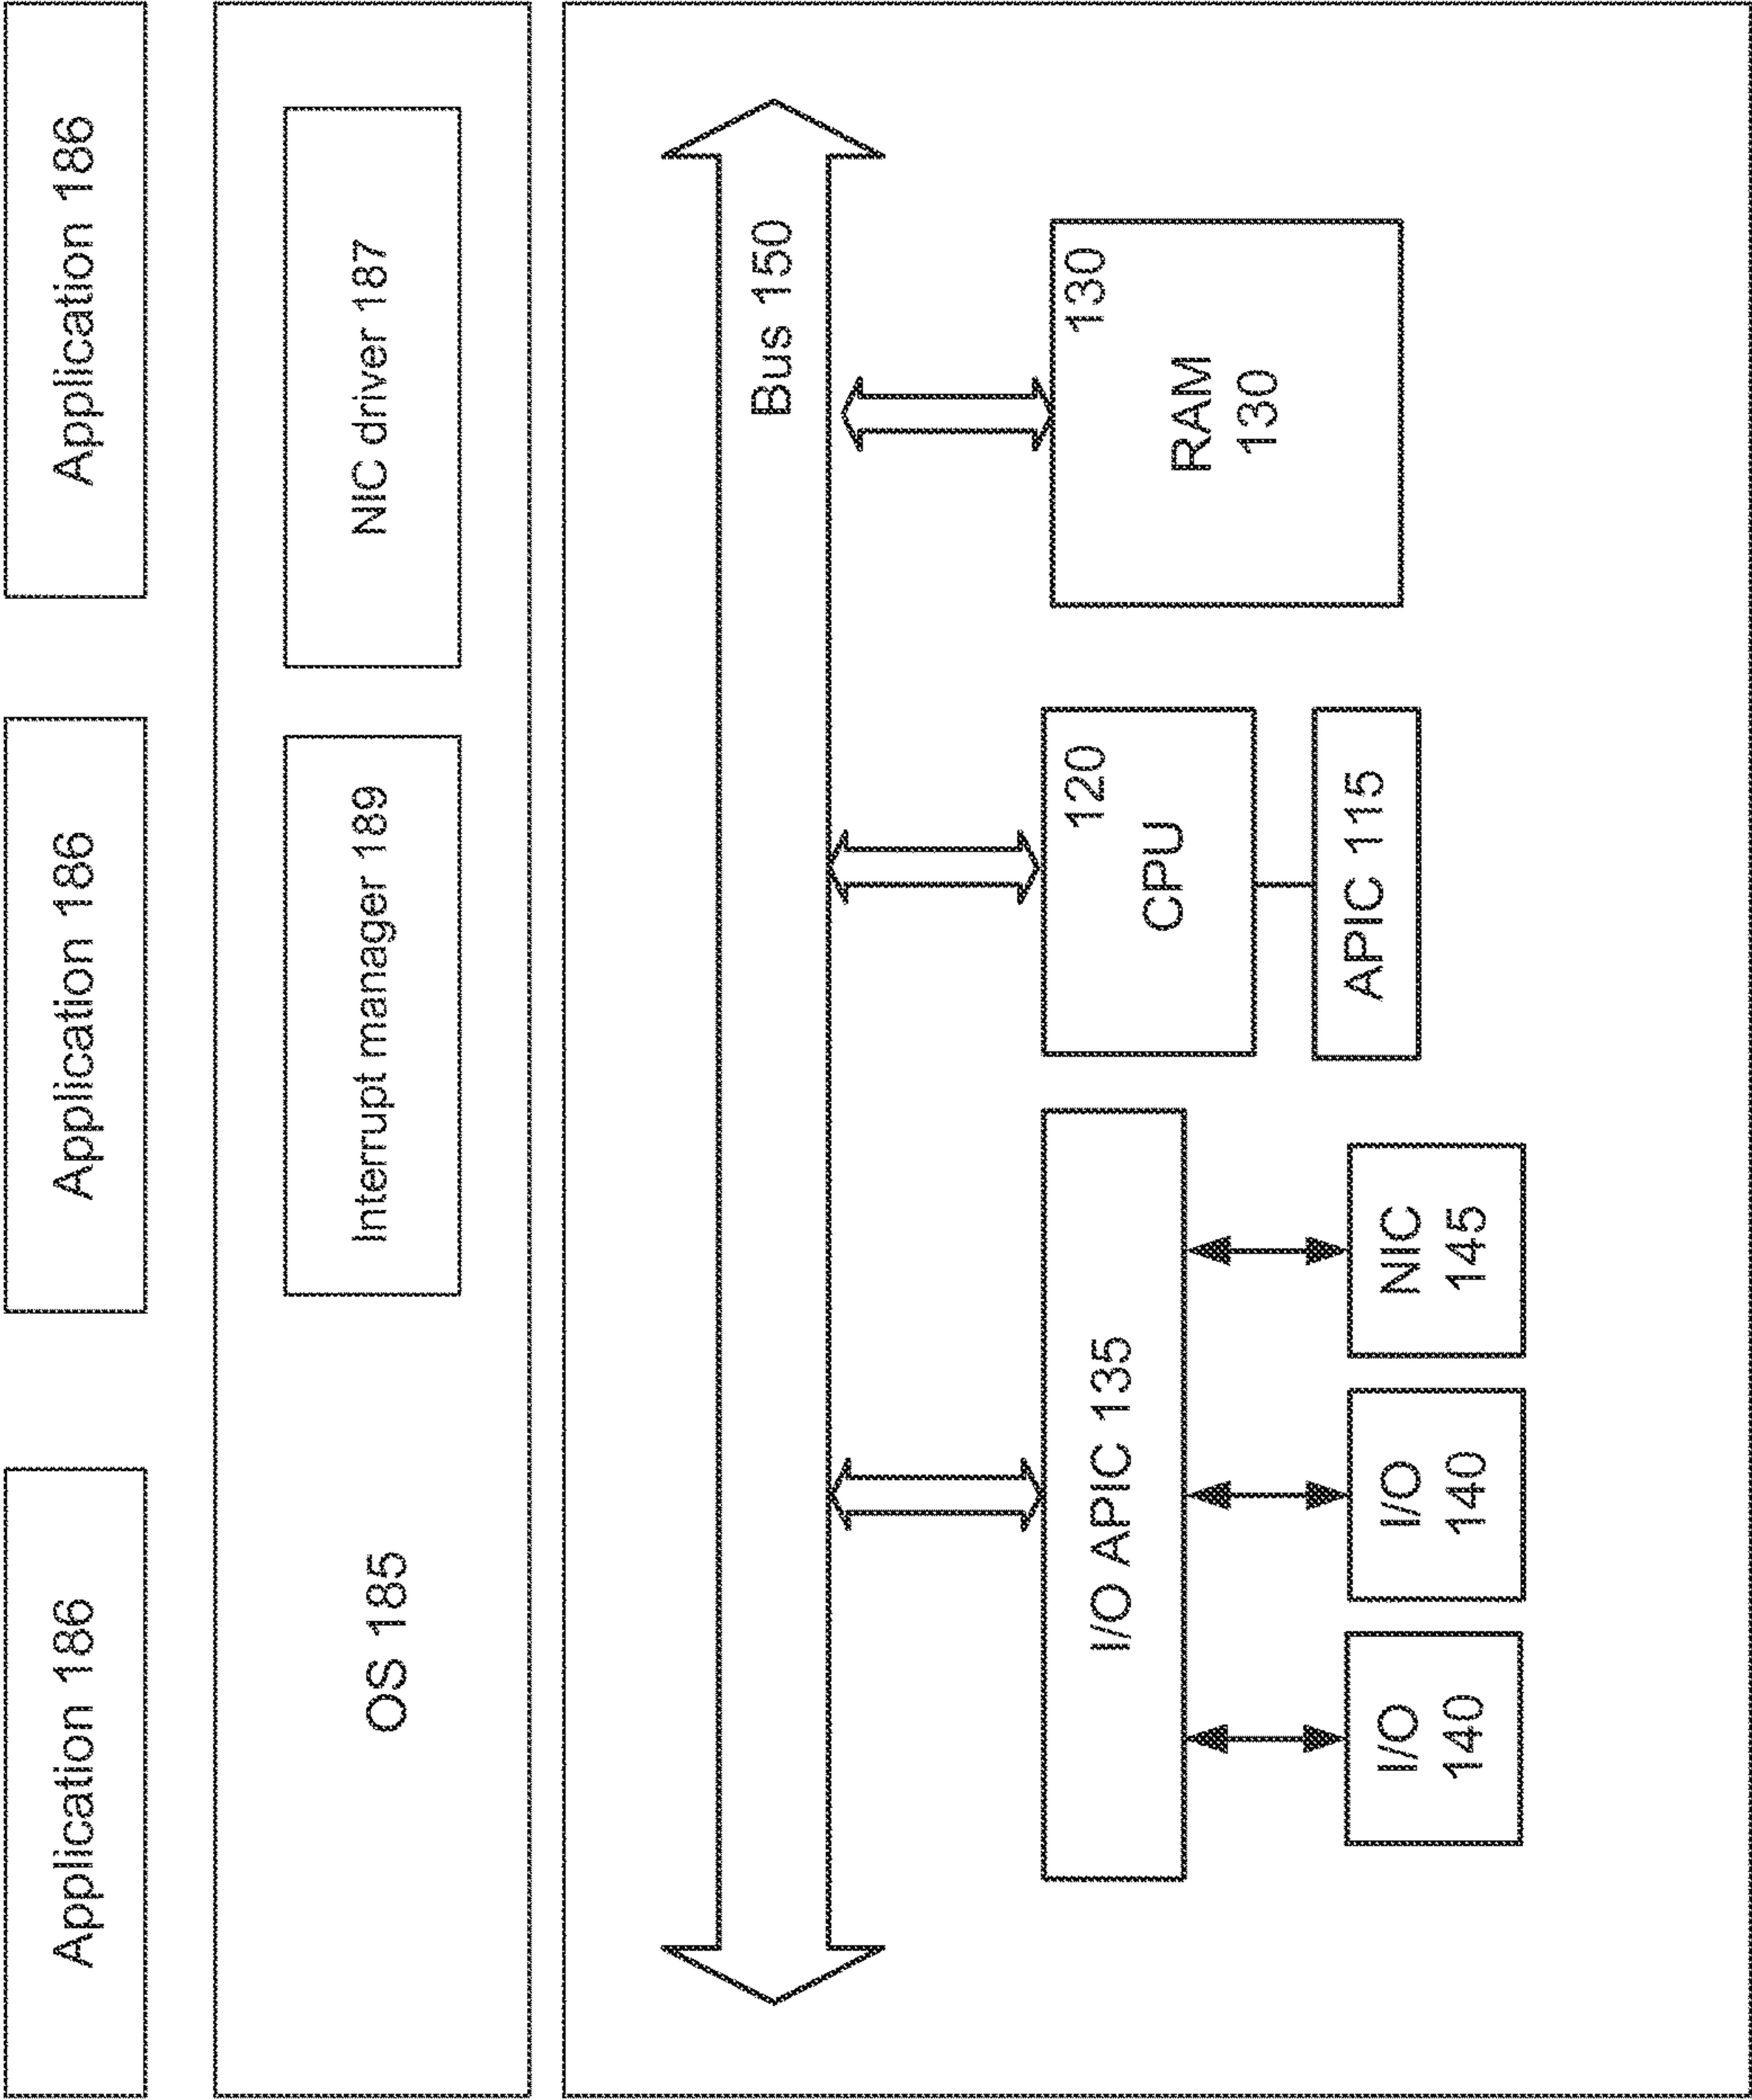 Application 186
Application 186
Application 186
OS 185
Interrupt manager 189
NIC driver 187
Bus 150
I/O APIC 135
120
CPU
130
RAM
130
APIC 115
I/O
140
I/O
140
NIC
145